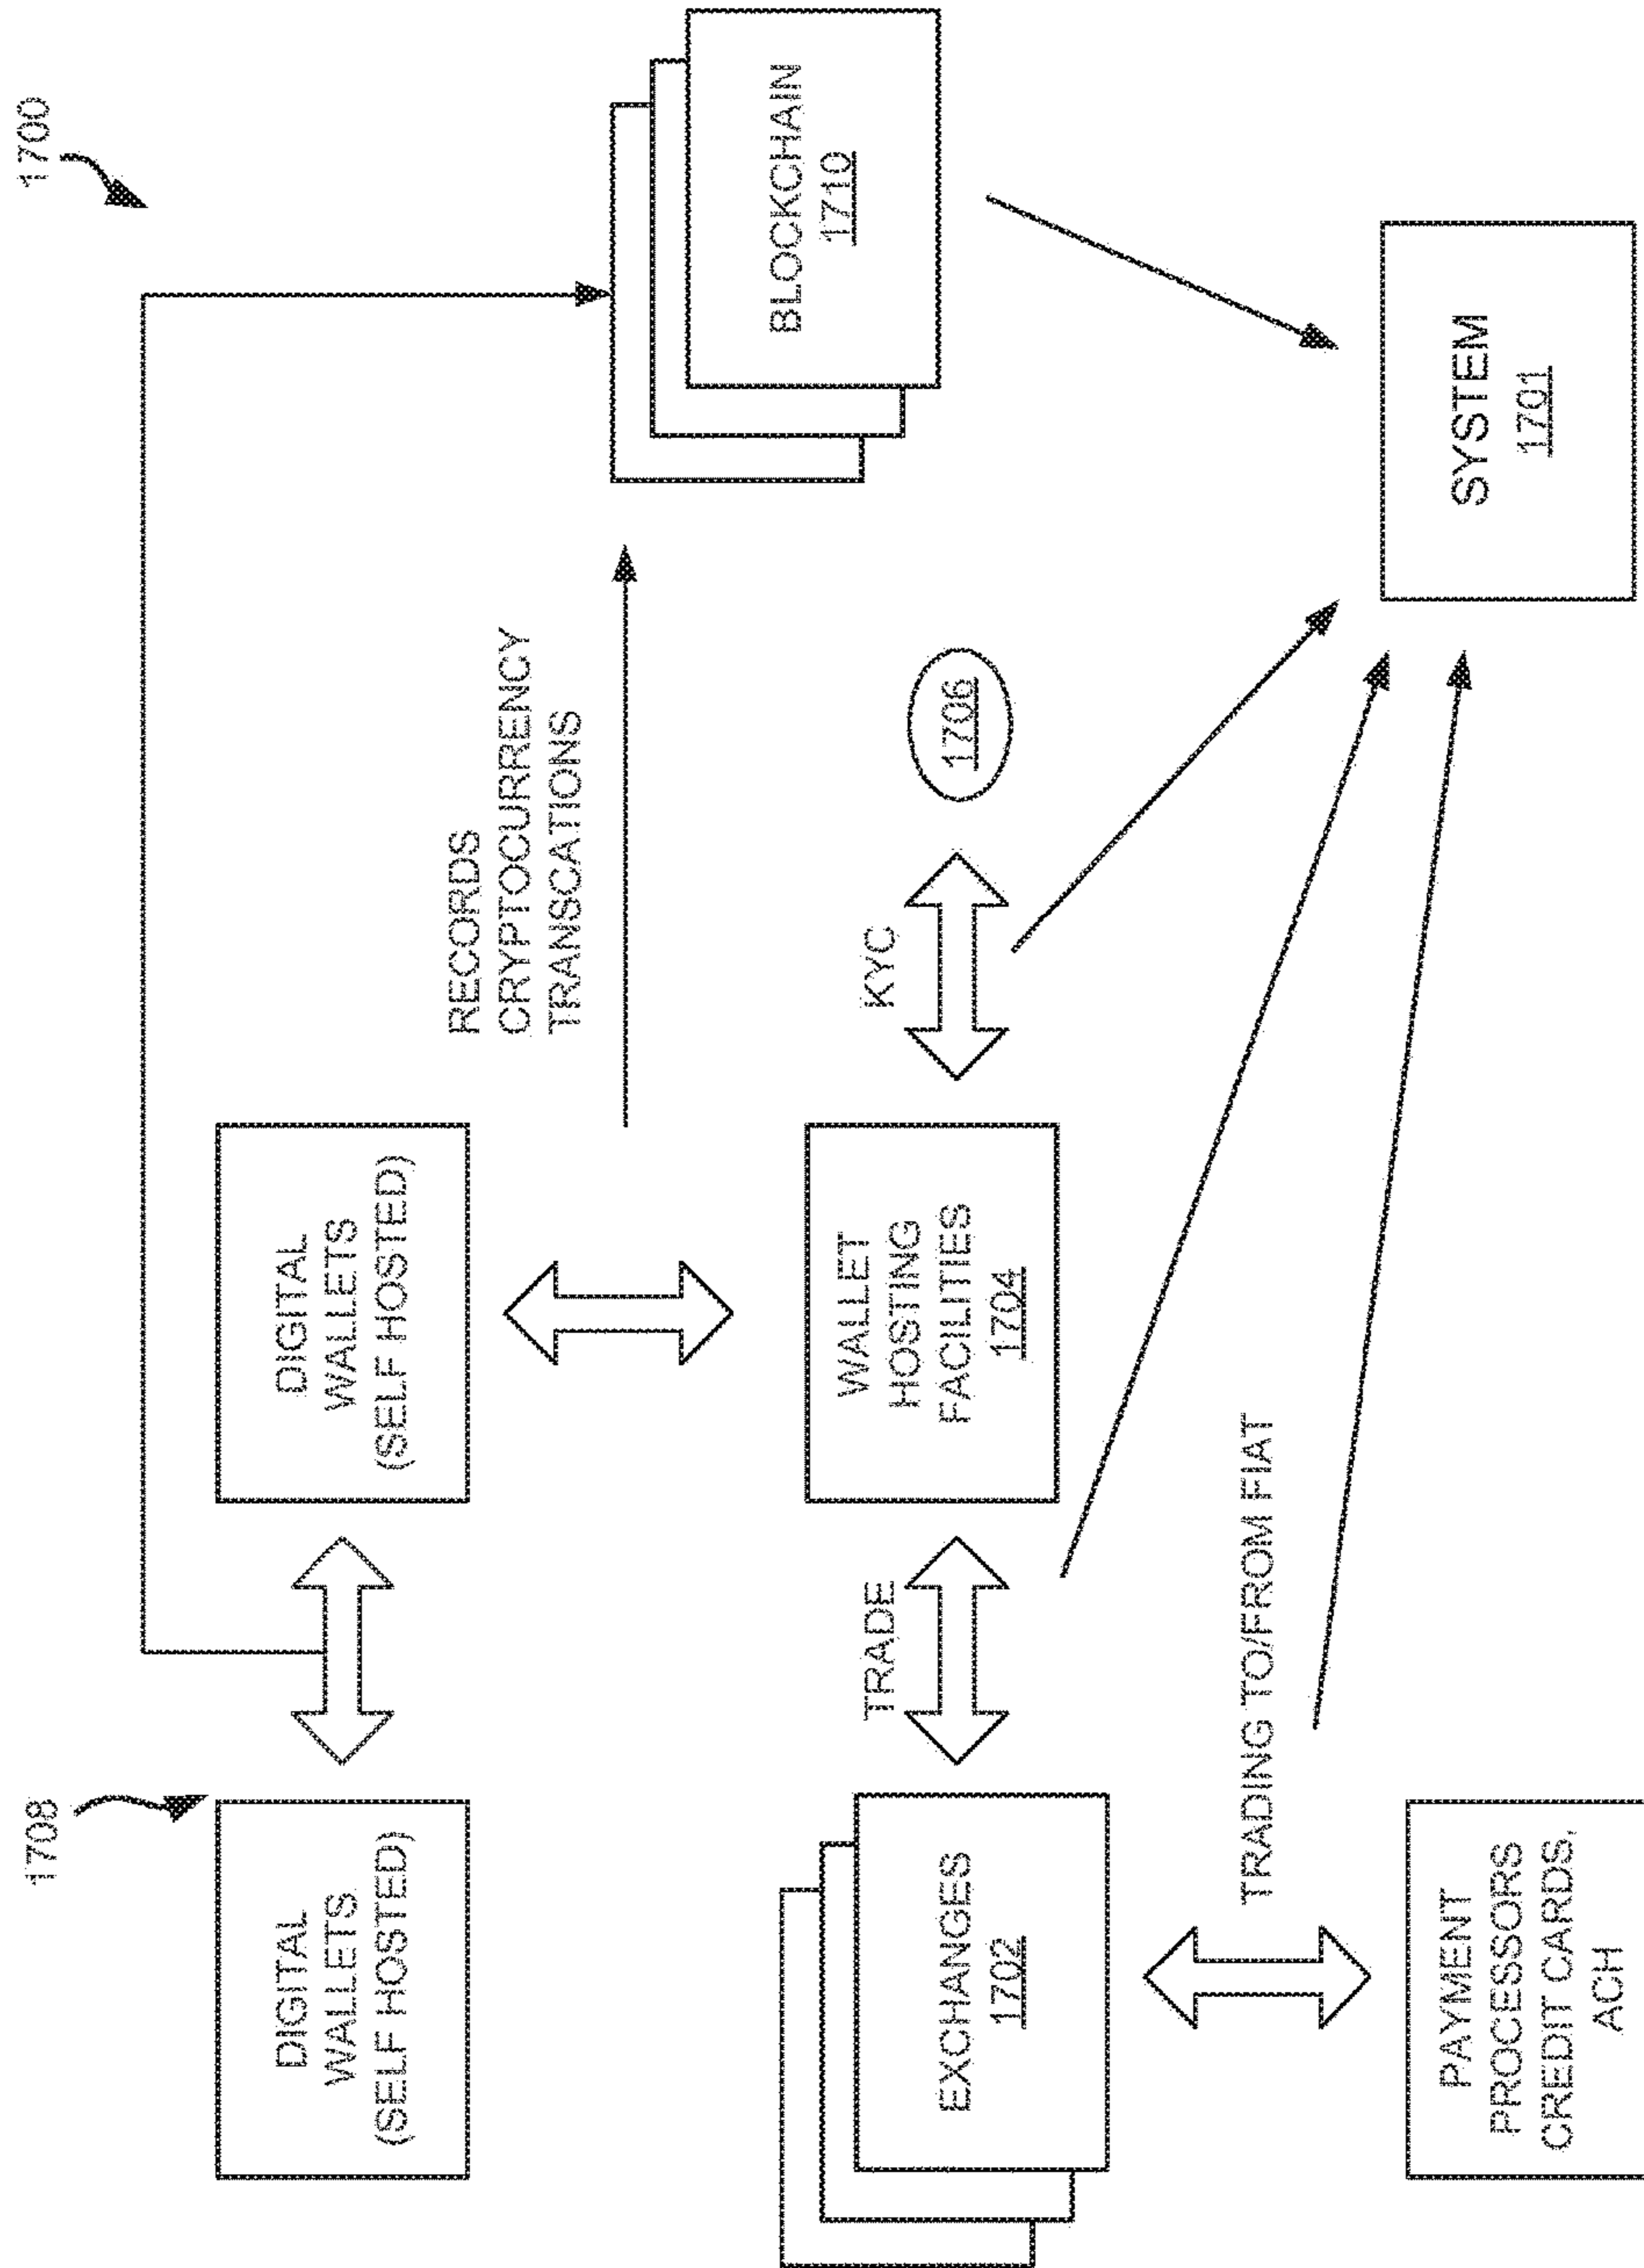 1700
1708
DIGITAL
WALLETS
(SELF HOSTED)
DIGITAL
WALLETS
(SELF HOSTED)
RECORDS
CRYPTOCURRENCY
TRANSCATIONS
BLOCKCHAIN
1710
EXCHANGES
1702
TRADE
WALLET
HOSTING
FACILITIES
1704
KYC
1706
TRADING TO/FROM FIAT
PAYMENT
PROCESSORS
CREDIT CARDS,
ACH
SYSTEM
1701